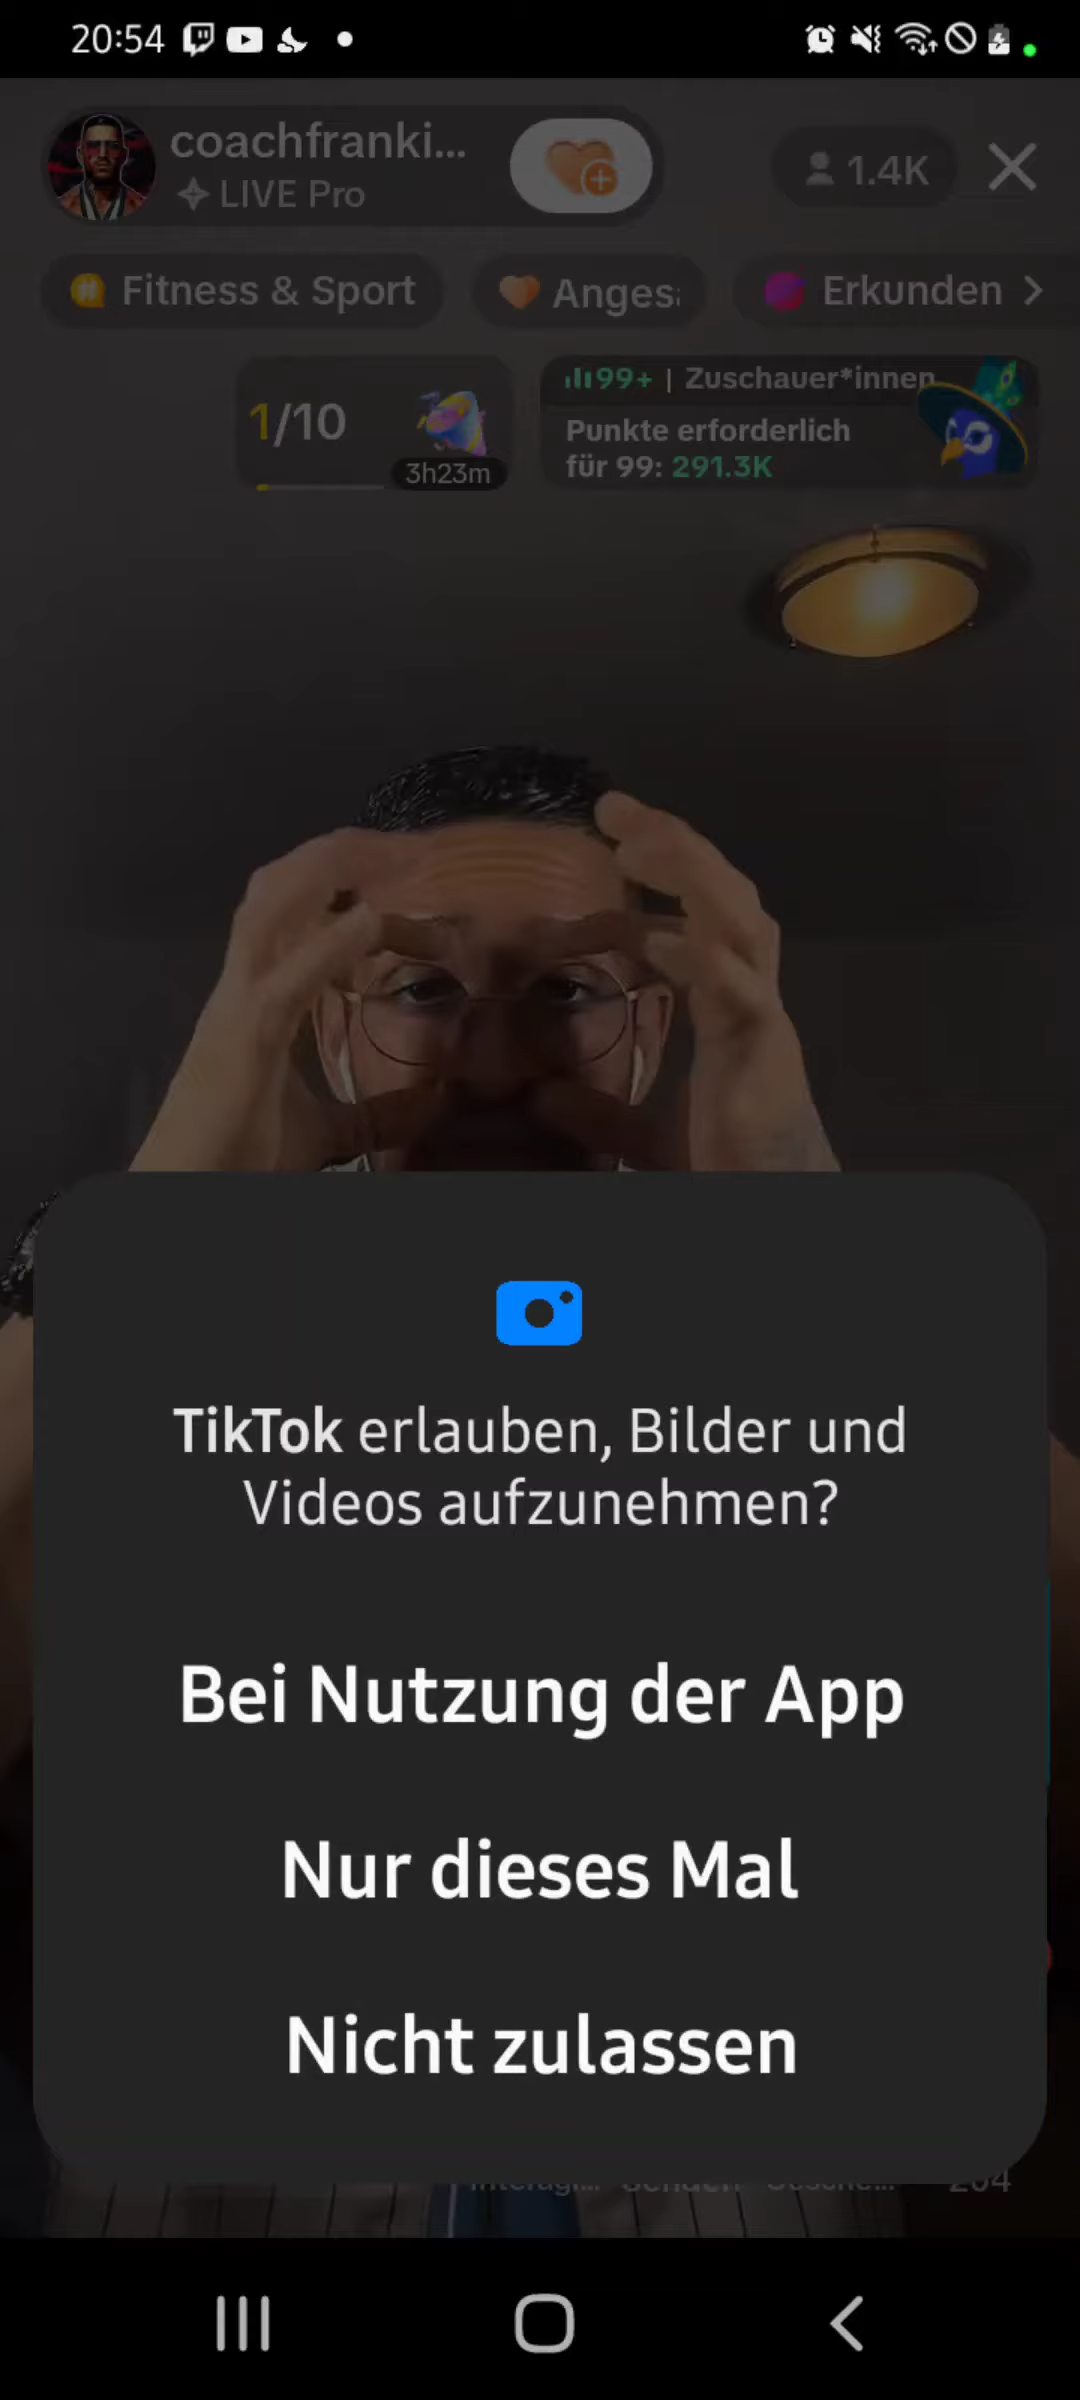 20:54
coachfranki...
LIVE Pro
1.4K
Fitness & Sport
Anges
Erkunden
1/10
3h23m
99+ | Zuschauer*innen
Punkte erforderlich
für 99: 291.3K
TikTok erlauben, Bilder und
Videos aufzunehmen?
Bei Nutzung der App
Nur dieses Mal
Nicht zulassen